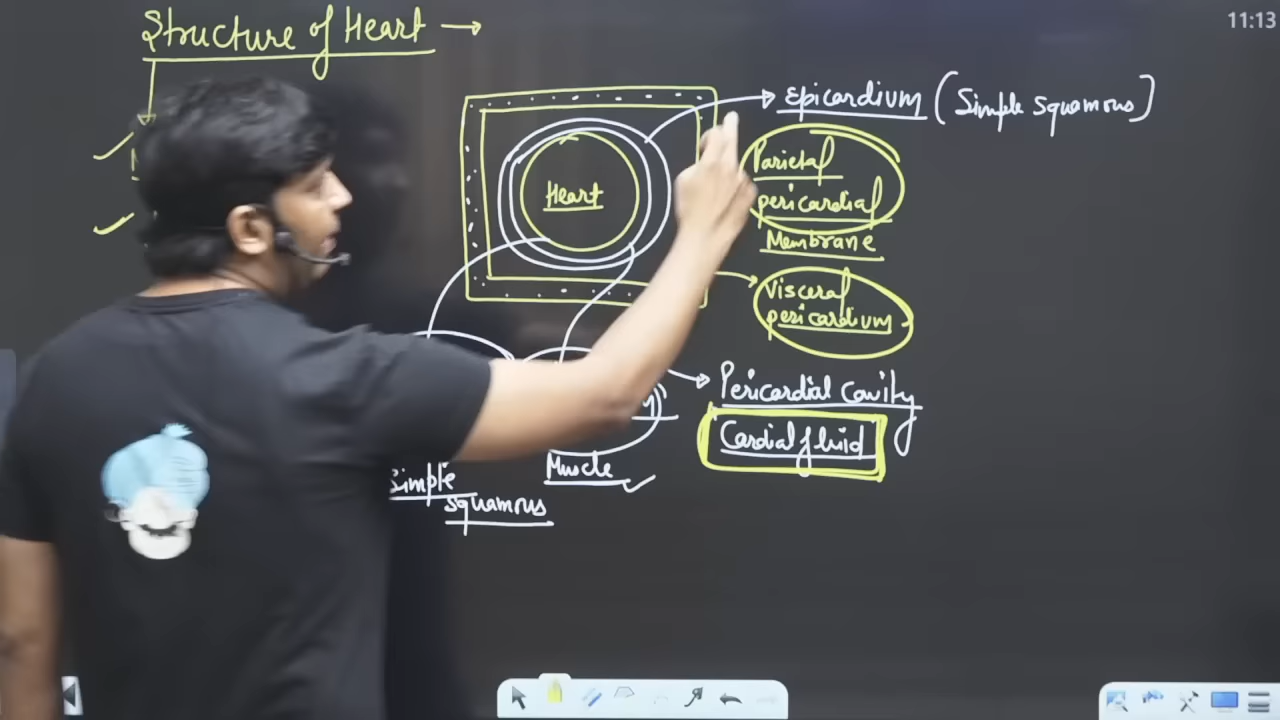 Structure of Heart →
11:13
Epicardium (Simple Squamous)
Heart
Parietal
pericardial
Membrane
Visceral
pericardium
Pericardial Cavity
Cardial fluid
Muscle
Simple
Squamous